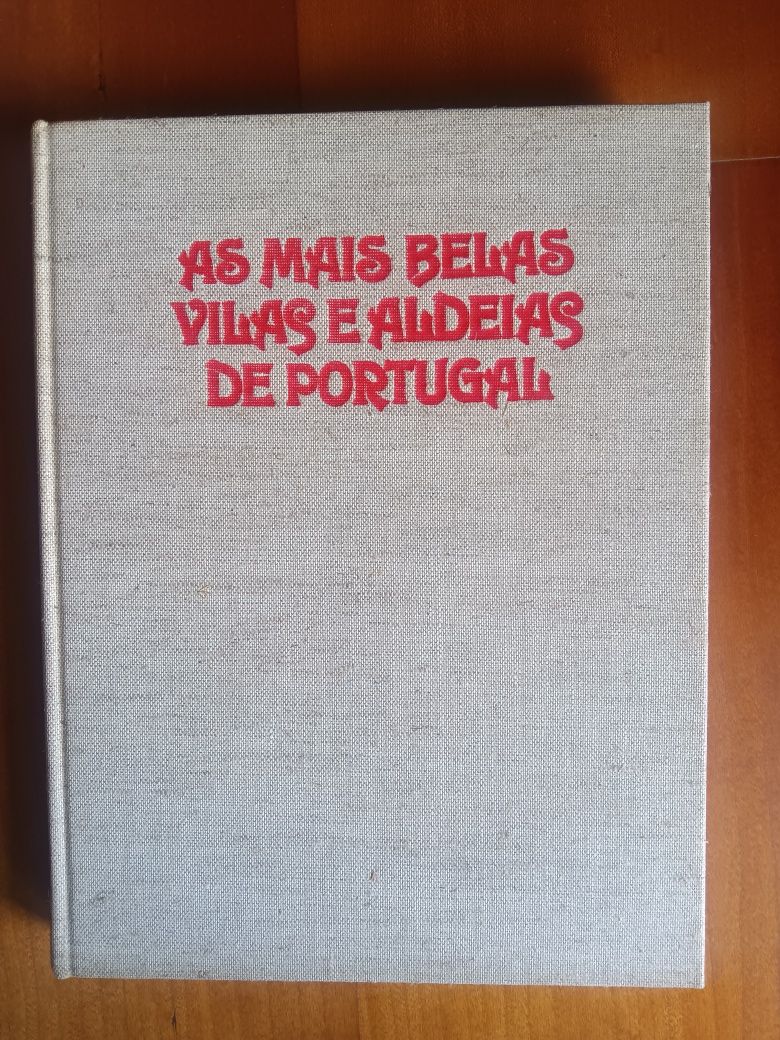 AS MAIS BELAS
VILAS E ALDEIAS
DE PORTUGAL